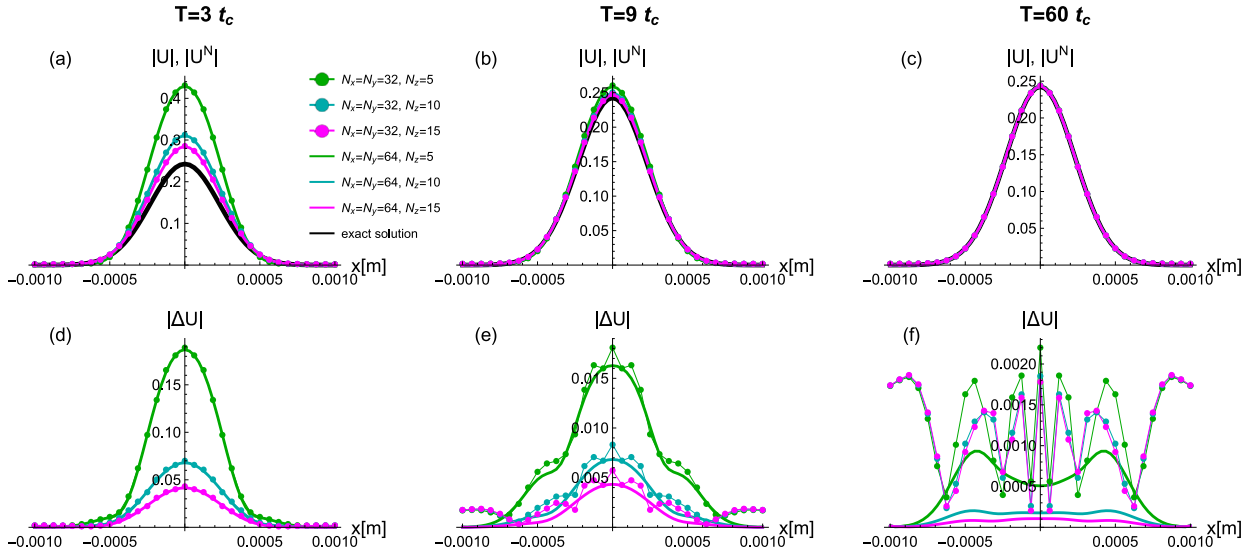 T=3 t_c
T=9 t_c
T=60 t_c
(a)
|U|, |U^N|
0.4
0.3
0.2
0.1
−0.0010
−0.0005
0.0005
0.0010
x[m]
N_x=N_y=32, N_z=5
N_x=N_y=32, N_z=10
N_x=N_y=32, N_z=15
N_x=N_y=64, N_z=5
N_x=N_y=64, N_z=10
N_x=N_y=64, N_z=15
exact solution
(b)
|U|, |U^N|
0.25
0.20
0.15
0.10
0.05
−0.0010
−0.0005
0.0005
0.0010
x[m]
(c)
|U|, |U^N|
0.25
0.20
0.15
0.10
0.05
−0.0010
−0.0005
0.0005
0.0010
x[m]
(d)
|ΔU|
0.15
0.10
0.05
−0.0010
−0.0005
0.0005
0.0010
x[m]
(e)
|ΔU|
0.015
0.010
0.005
−0.0010
−0.0005
0.0005
0.0010
x[m]
(f)
|ΔU|
0.0020
0.0015
0.0010
0.0005
−0.0010
−0.0005
0.0005
0.0010
x[m]